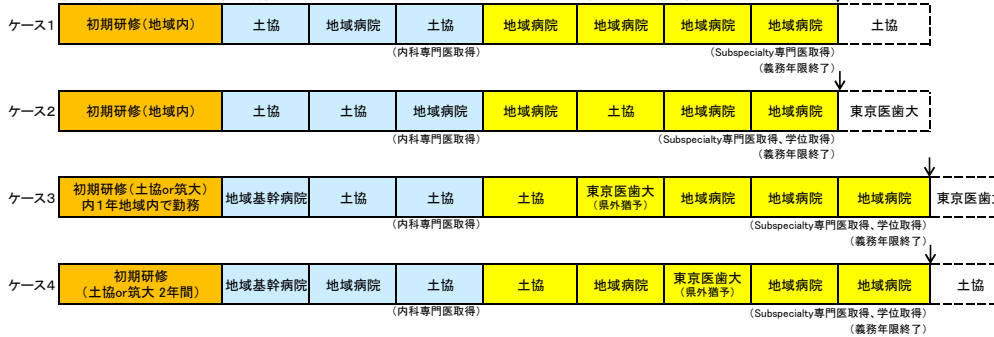 ケース1 初期研修(地域内) 土協 地域病院 土協 地域病院 地域病院 地域病院 地域病院 土協
(内科専門医取得) (Subspecialty専門医取得)
(義務年限終了)
ケース2 初期研修(地域内) 土協 土協 地域病院 地域病院 土協 地域病院 地域病院 東京医歯大
(内科専門医取得) (Subspecialty専門医取得、学位取得)
(義務年限終了)
ケース3 初期研修(土協or筑大) 内1年地域内で勤務 地域基幹病院 土協 土協 土協 東京医歯大 (県外猶予) 地域病院 地域病院 地域病院 東京医歯大
(内科専門医取得) (Subspecialty専門医取得、学位取得)
(義務年限終了)
ケース4 初期研修 (土協or筑大 2年間) 地域基幹病院 地域病院 土協 土協 地域病院 東京医歯大 (県外猶予) 地域病院 地域病院 土協
(内科専門医取得) (Subspecialty専門医取得、学位取得)
(義務年限終了)